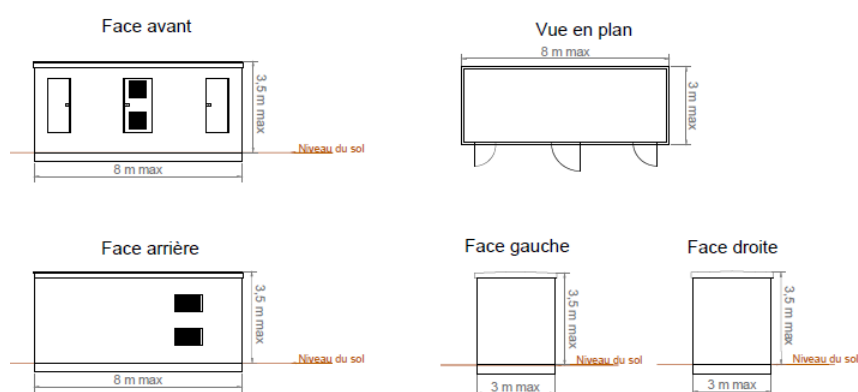 Face avant
3,5 m max
Niveau du sol
8 m max
Vue en plan
8 m max
3 m max
Face arrière
3,5 m max
Niveau du sol
8 m max
Face gauche
3,5 m max
Niveau du sol
3 m max
Face droite
3,5 m max
Niveau du sol
3 m max